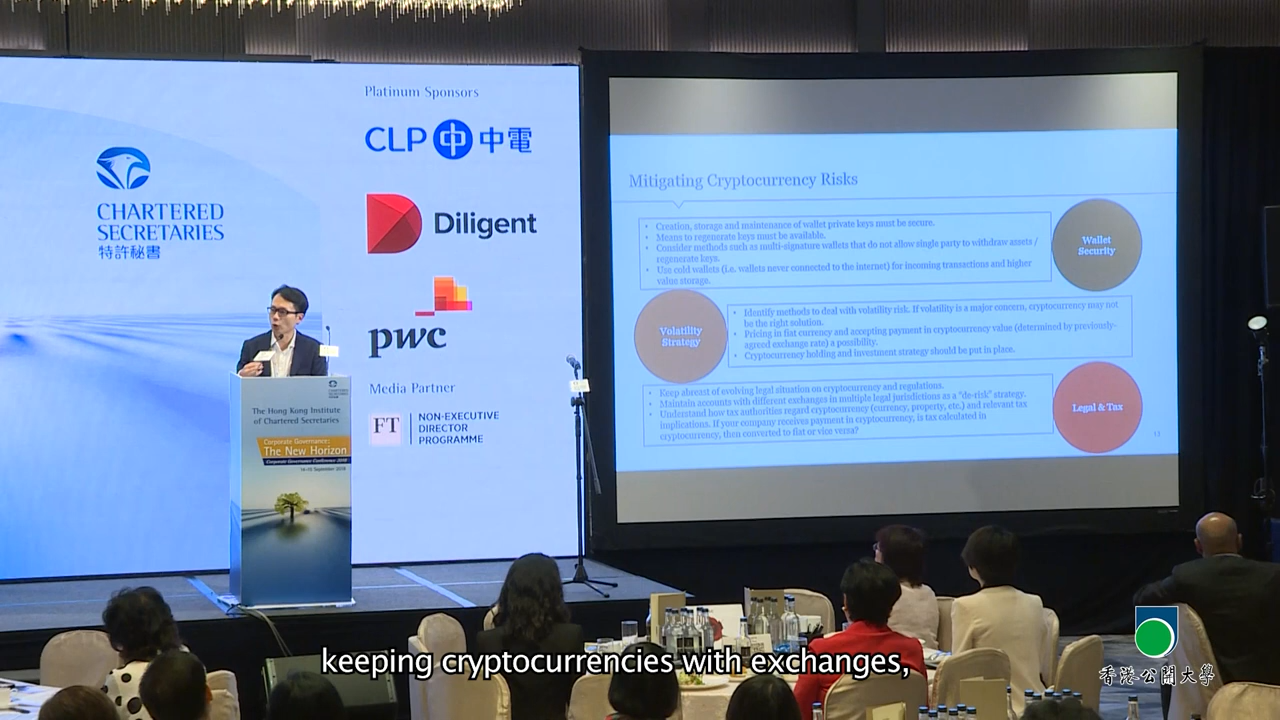 Platinum Sponsors
CLP 中 中電
CHARTERED
SECRETARIES
特許秘書
Diligent
pwc
Media Partner
FT
NON-EXECUTIVE
DIRECTOR
PROGRAMME
The Hong Kong Institute
of Chartered Secretaries
Corporate Governance:
The New Horizon
Corporate Governance Conference 2018
Mitigating Cryptocurrency Risks
• Creation, storage and maintenance of wallet private keys must be secure.
• Means to regenerate keys must be available.
• Consider methods such as multi-signature wallets that do not allow single party to withdraw assets /
regenerate keys.
• Use cold wallets (i.e. wallets never connected to the internet) for incoming transactions and higher
value storage.
Wallet
Security
Volatility
Strategy
• Identify methods to deal with volatility risk. If volatility is a major concern, cryptocurrency may not
be the right solution.
• Pricing in fiat currency and accepting payment in cryptocurrency value (determined by previously-
agreed exchange rate) a possibility.
• Cryptocurrency holding and investment strategy should be put in place.
• Keep abreast of evolving legal situation on cryptocurrency and regulations.
• Maintain accounts with different exchanges in multiple legal jurisdictions as a "de-risk" strategy.
• Understand how tax authorities regard cryptocurrency (currency, property, etc.) and relevant tax
implications. If your company receives payment in cryptocurrency, is tax calculated in
cryptocurrency, then converted to fiat or vice versa?
Legal & Tax
keeping cryptocurrencies with exchanges,
香港公開大學